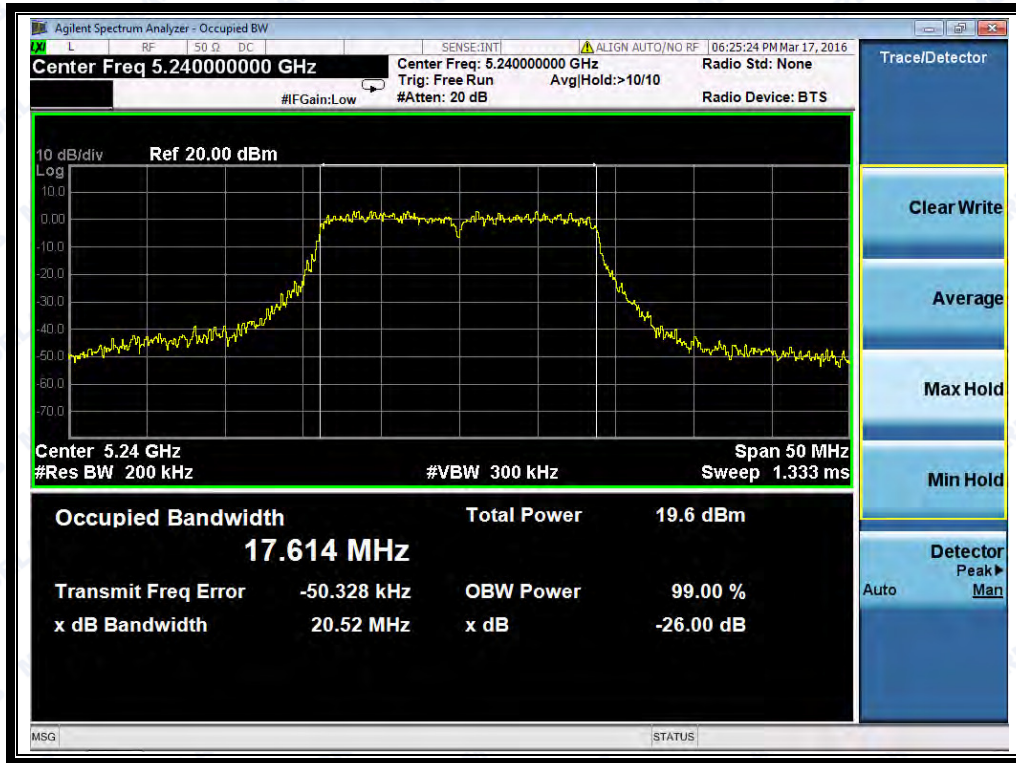 Agilent Spectrum Analyzer - Occupied BW
LXI L RF 50 Ω DC SENSE:INT ALIGN AUTO/NO RF 06:25:24 PM Mar 17, 2016
Center Freq 5.240000000 GHz
Center Freq: 5.240000000 GHz
Radio Std: None
Trig: Free Run
Avg|Hold:>10/10
#IFGain:Low
#Atten: 20 dB
Radio Device: BTS
10 dB/div
Ref 20.00 dBm
Log
10.0
0.00
-10.0
-20.0
-30.0
-40.0
-50.0
-60.0
-70.0
Center 5.24 GHz
Span 50 MHz
#Res BW 200 kHz
#VBW 300 kHz
Sweep 1.333 ms
Occupied Bandwidth
Total Power 19.6 dBm
17.614 MHz
Transmit Freq Error -50.328 kHz
OBW Power 99.00 %
x dB Bandwidth 20.52 MHz
x dB -26.00 dB
Trace/Detector
Clear Write
Average
Max Hold
Min Hold
Detector
Peak▶
Auto Man
MSG
STATUS